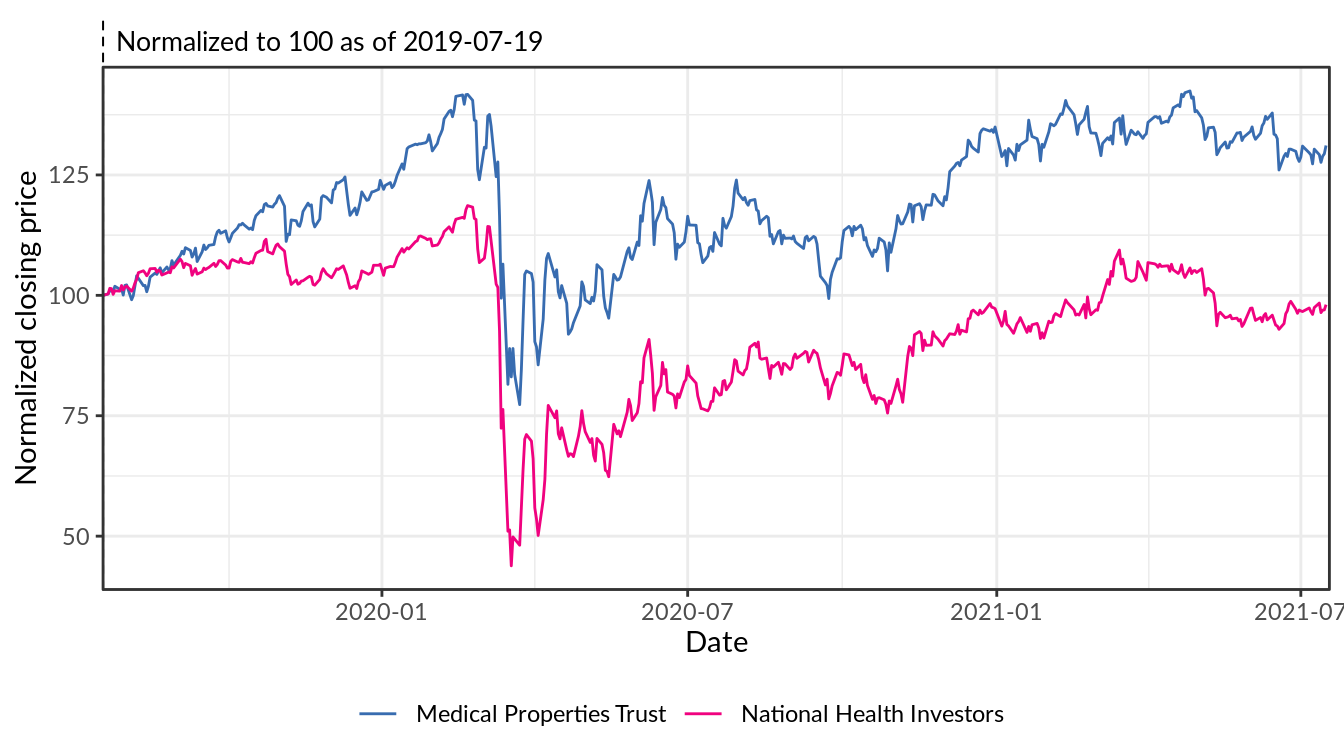 Normalized to 100 as of 2019-07-19
Normalized closing price
125
100
75
50
2020-01
2020-07
2021-01
2021-07
Date
Medical Properties Trust
National Health Investors